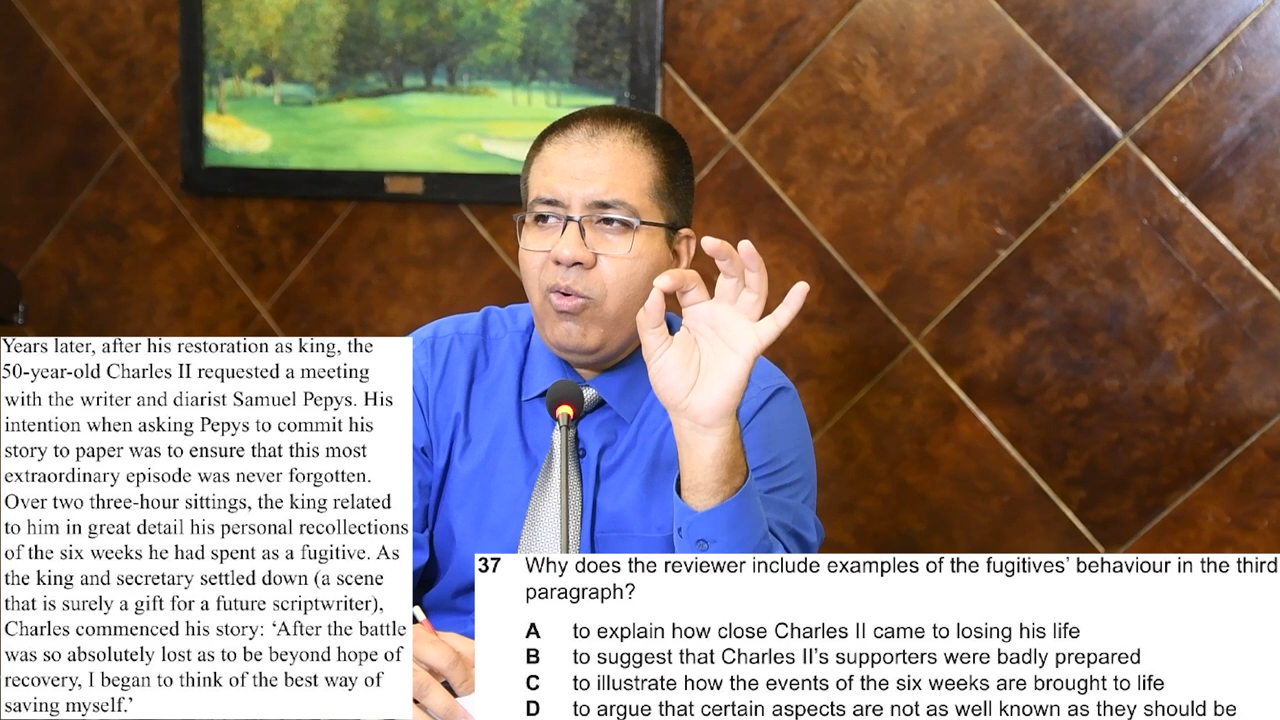 Years later, after his restoration as king, the
50-year-old Charles II requested a meeting
with the writer and diarist Samuel Pepys. His
intention when asking Pepys to commit his
story to paper was to ensure that this most
extraordinary episode was never forgotten.
Over two three-hour sittings, the king related
to him in great detail his personal recollections
of the six weeks he had spent as a fugitive. As
the king and secretary settled down (a scene
that is surely a gift for a future scriptwriter),
Charles commenced his story: ‘After the battle
was so absolutely lost as to be beyond hope of
recovery, I began to think of the best way of
saving myself.’
37 Why does the reviewer include examples of the fugitives’ behaviour in the third
paragraph?
A to explain how close Charles II came to losing his life
B to suggest that Charles II’s supporters were badly prepared
C to illustrate how the events of the six weeks are brought to life
D to argue that certain aspects are not as well known as they should be